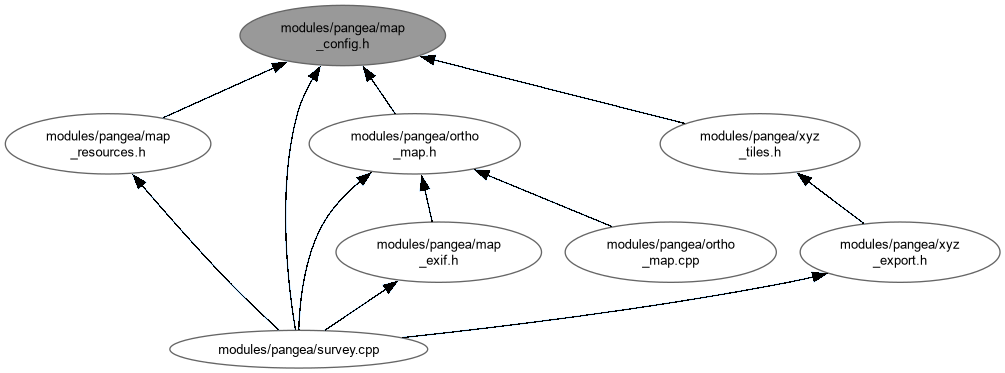 modules/pangea/map
_config.h
modules/pangea/map
_resources.h
modules/pangea/ortho
_map.h
modules/pangea/xyz
_tiles.h
modules/pangea/map
_exif.h
modules/pangea/ortho
_map.cpp
modules/pangea/xyz
_export.h
modules/pangea/survey.cpp